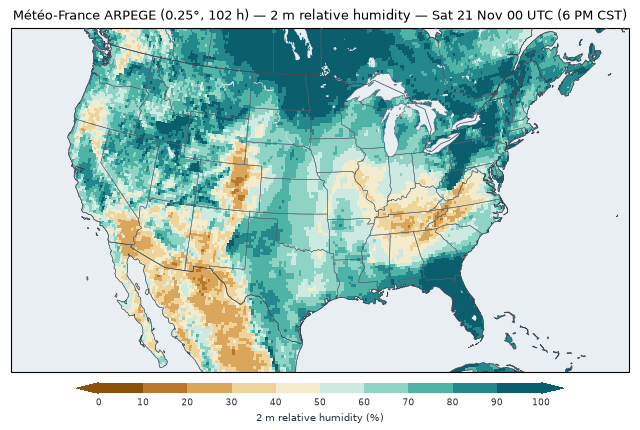 Météo-France ARPEGE (0.25°, 102 h) — 2 m relative humidity — Sat 21 Nov 00 UTC (6 PM CST)
0 10 20 30 40 50 60 70 80 90 100
2 m relative humidity (%)